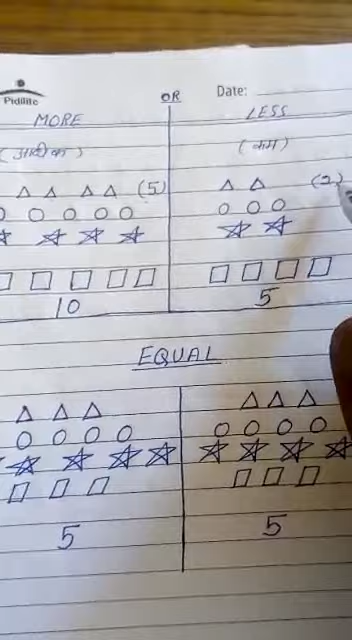 Pidilite
OR
Date:
MORE
LESS
(अधिक)
(कम)
(5)
(2)
10
5
EQUAL
5
5